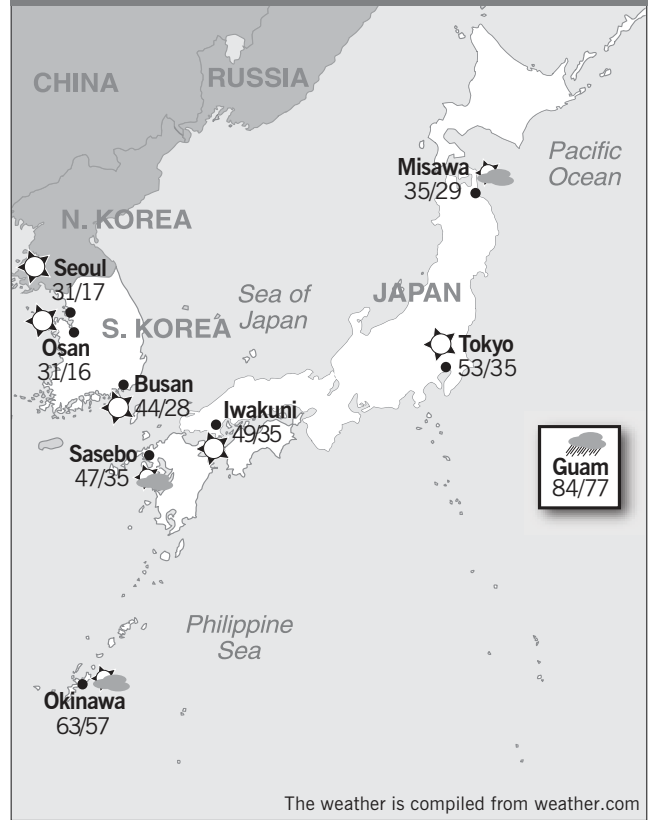 CHINA
RUSSIA
Pacific
Ocean
Misawa
35/29
N. KOREA
Seoul
31/17
Sea of
Japan
JAPAN
S. KOREA
Osan
31/16
Tokyo
53/35
Busan
44/28
Iwakuni
49/35
Sasebo
47/35
Guam
84/77
Philippine
Sea
Okinawa
63/57
The weather is compiled from weather.com